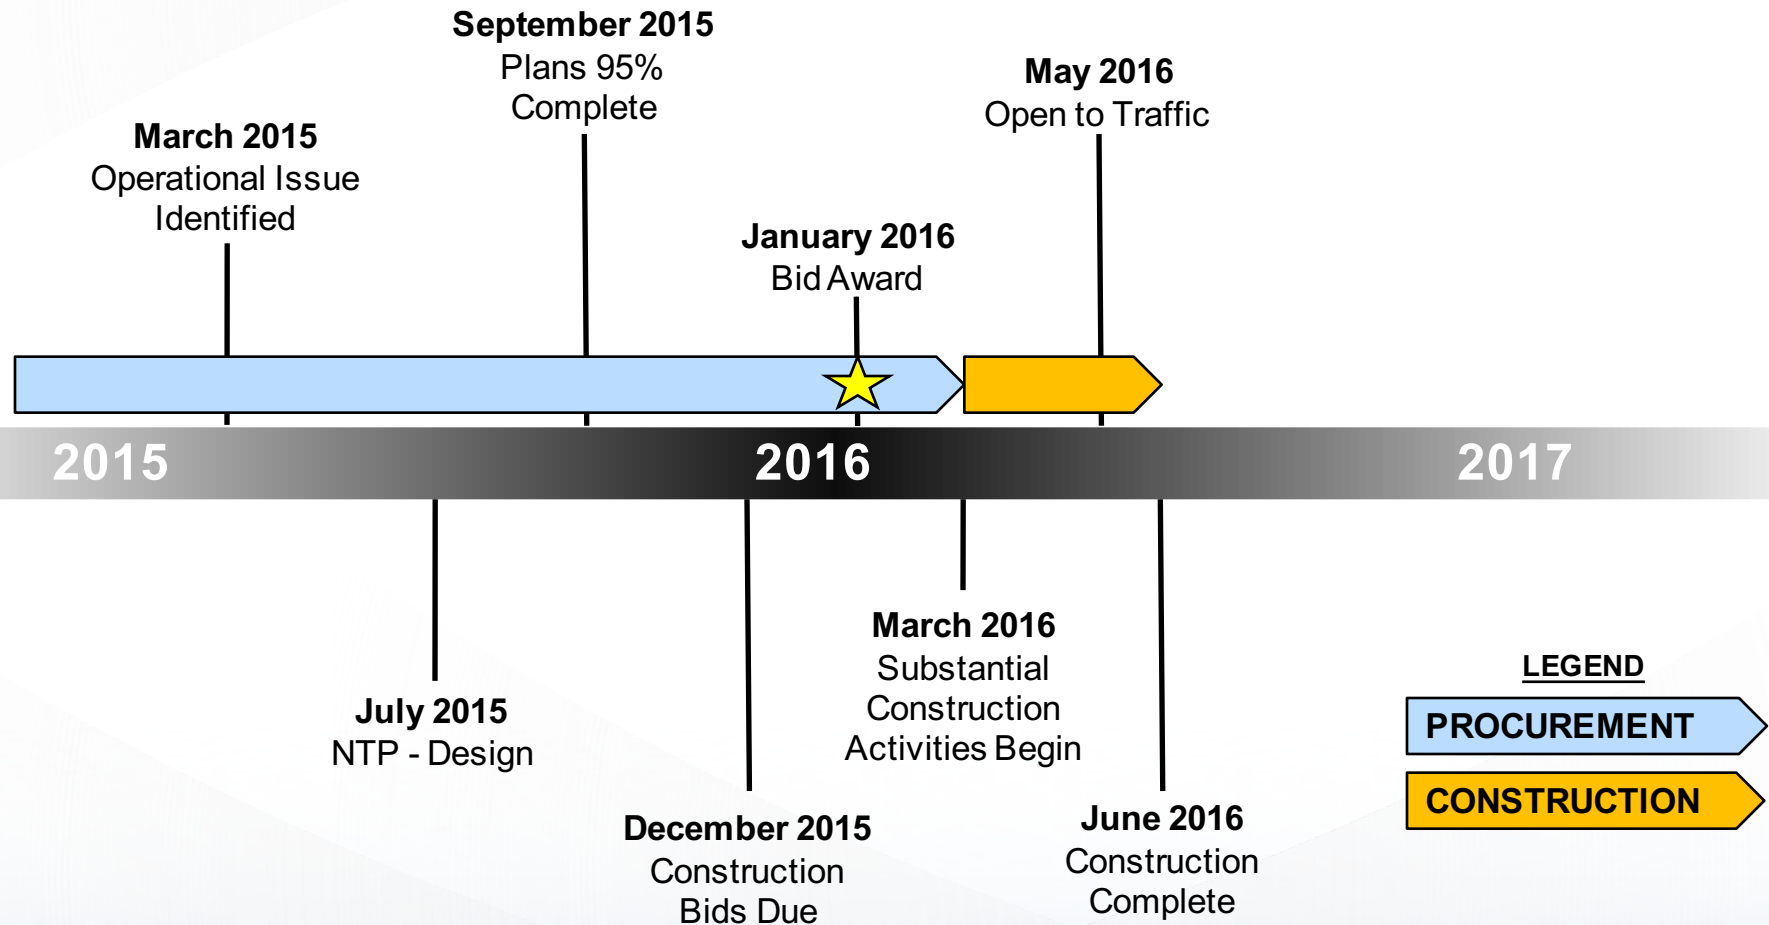 September 2015
Plans 95%
Complete
May 2016
Open to Traffic
March 2015
Operational Issue
Identified
January 2016
Bid Award
2015
2016
2017
July 2015
NTP - Design
December 2015
Construction
Bids Due
March 2016
Substantial
Construction
Activities Begin
June 2016
Construction
Complete
LEGEND
PROCUREMENT
CONSTRUCTION